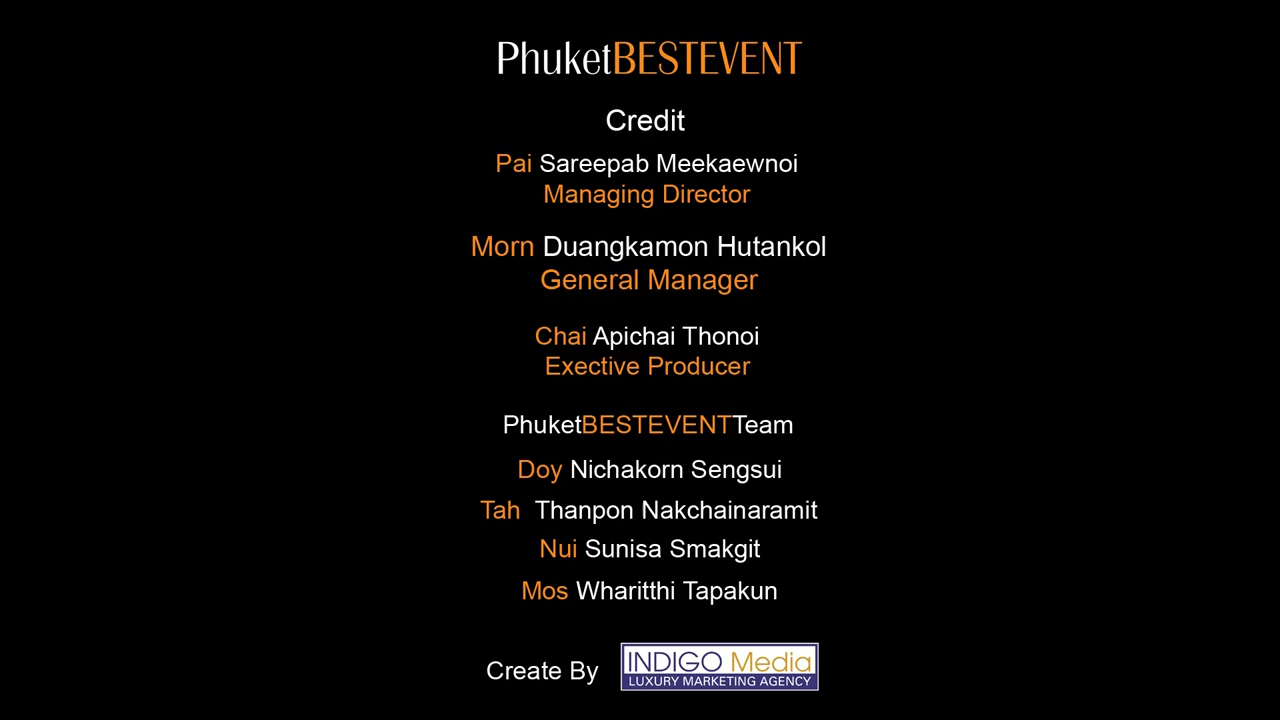 PhuketBESTEVENT
Credit
Pai Sareepab Meekaewnoi
Managing Director
Morn Duangkamon Hutankol
General Manager
Chai Apichai Thonoi
Exective Producer
PhuketBESTEVENTTeam
Doy Nichakorn Sengsui
Tah Thanpon Nakchainaramit
Nui Sunisa Smakgit
Mos Wharitthi Tapakun
Create By INDIGO Media
LUXURY MARKETING AGENCY